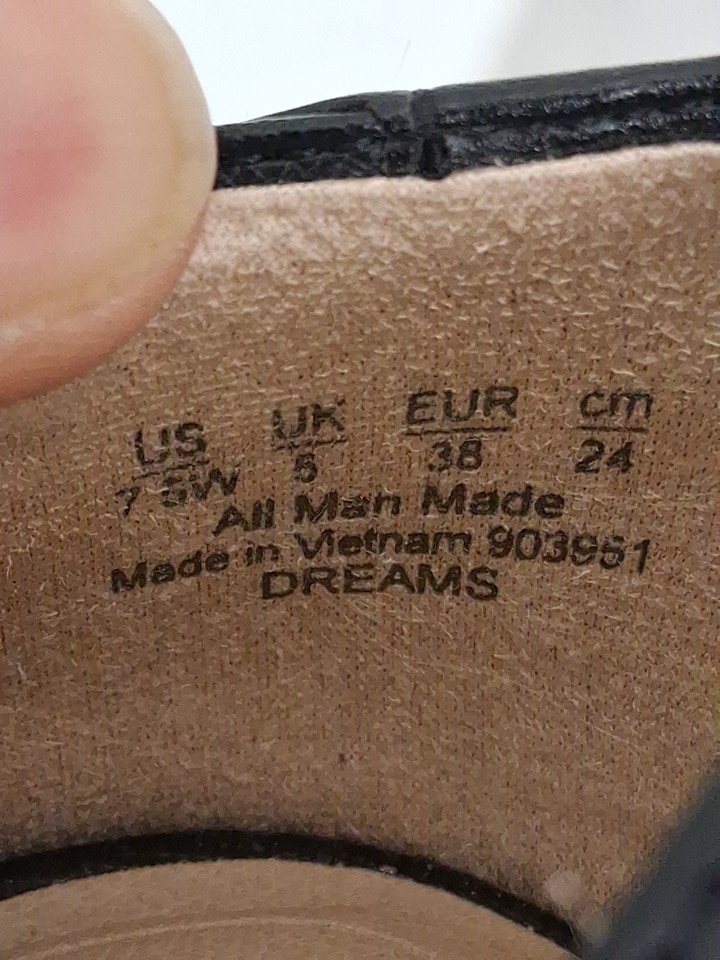 US UK EUR cm
7 5W 5 38 24
All Man Made
Made in Vietnam 903951
DREAMS